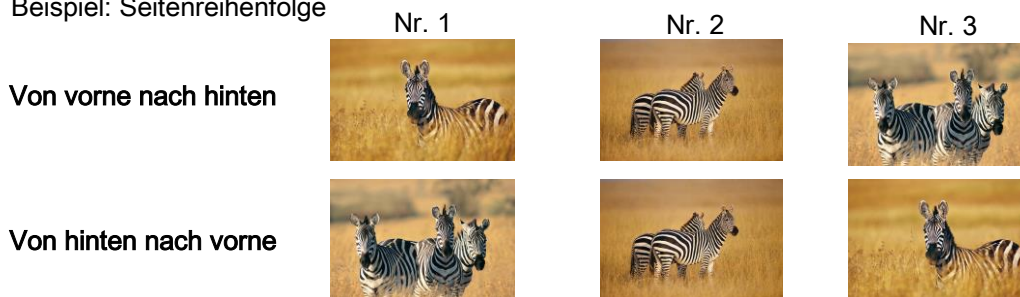 Beispiel: Seitenreihenfolge
Nr. 1 Nr. 2 Nr. 3
Von vorne nach hinten
Von hinten nach vorne